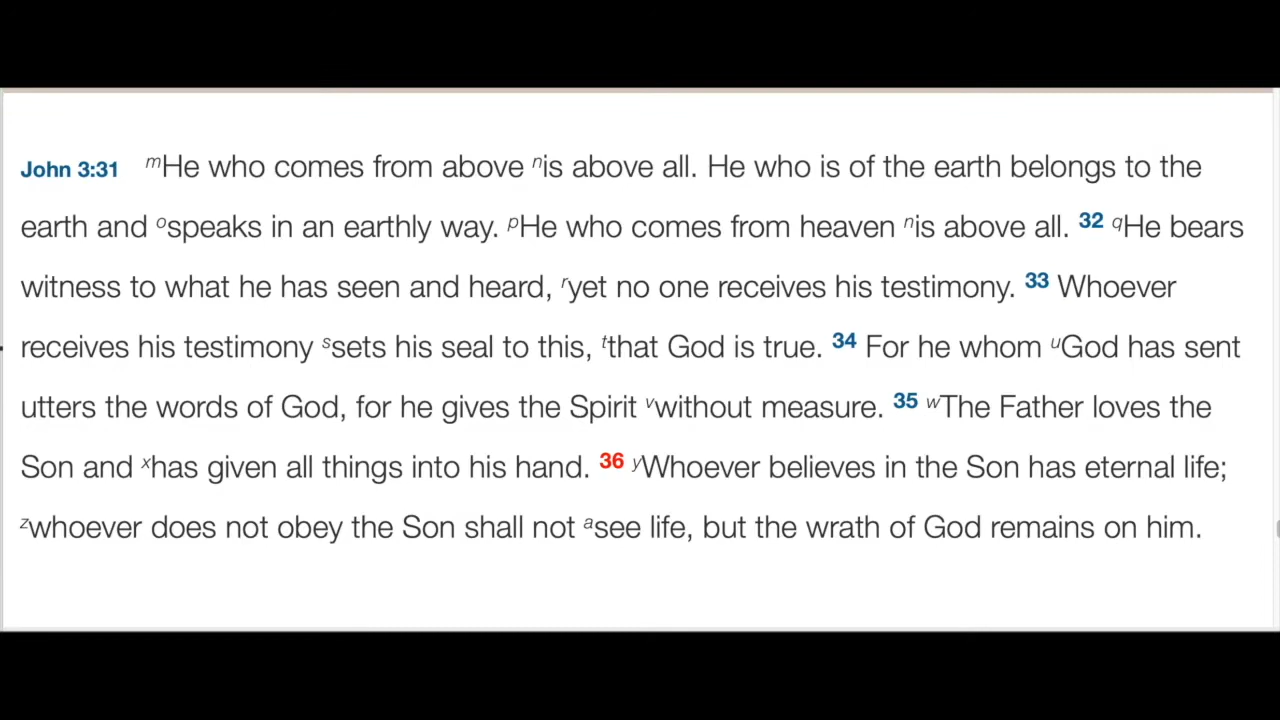 John 3:31 mHe who comes from above nis above all. He who is of the earth belongs to the
earth and ospeaks in an earthly way. pHe who comes from heaven nis above all. 32 qHe bears
witness to what he has seen and heard, ryet no one receives his testimony. 33 Whoever
receives his testimony ssets his seal to this, tthat God is true. 34 For he whom uGod has sent
utters the words of God, for he gives the Spirit vwithout measure. 35 wThe Father loves the
Son and xhas given all things into his hand. 36 yWhoever believes in the Son has eternal life;
zwhoever does not obey the Son shall not asee life, but the wrath of God remains on him.